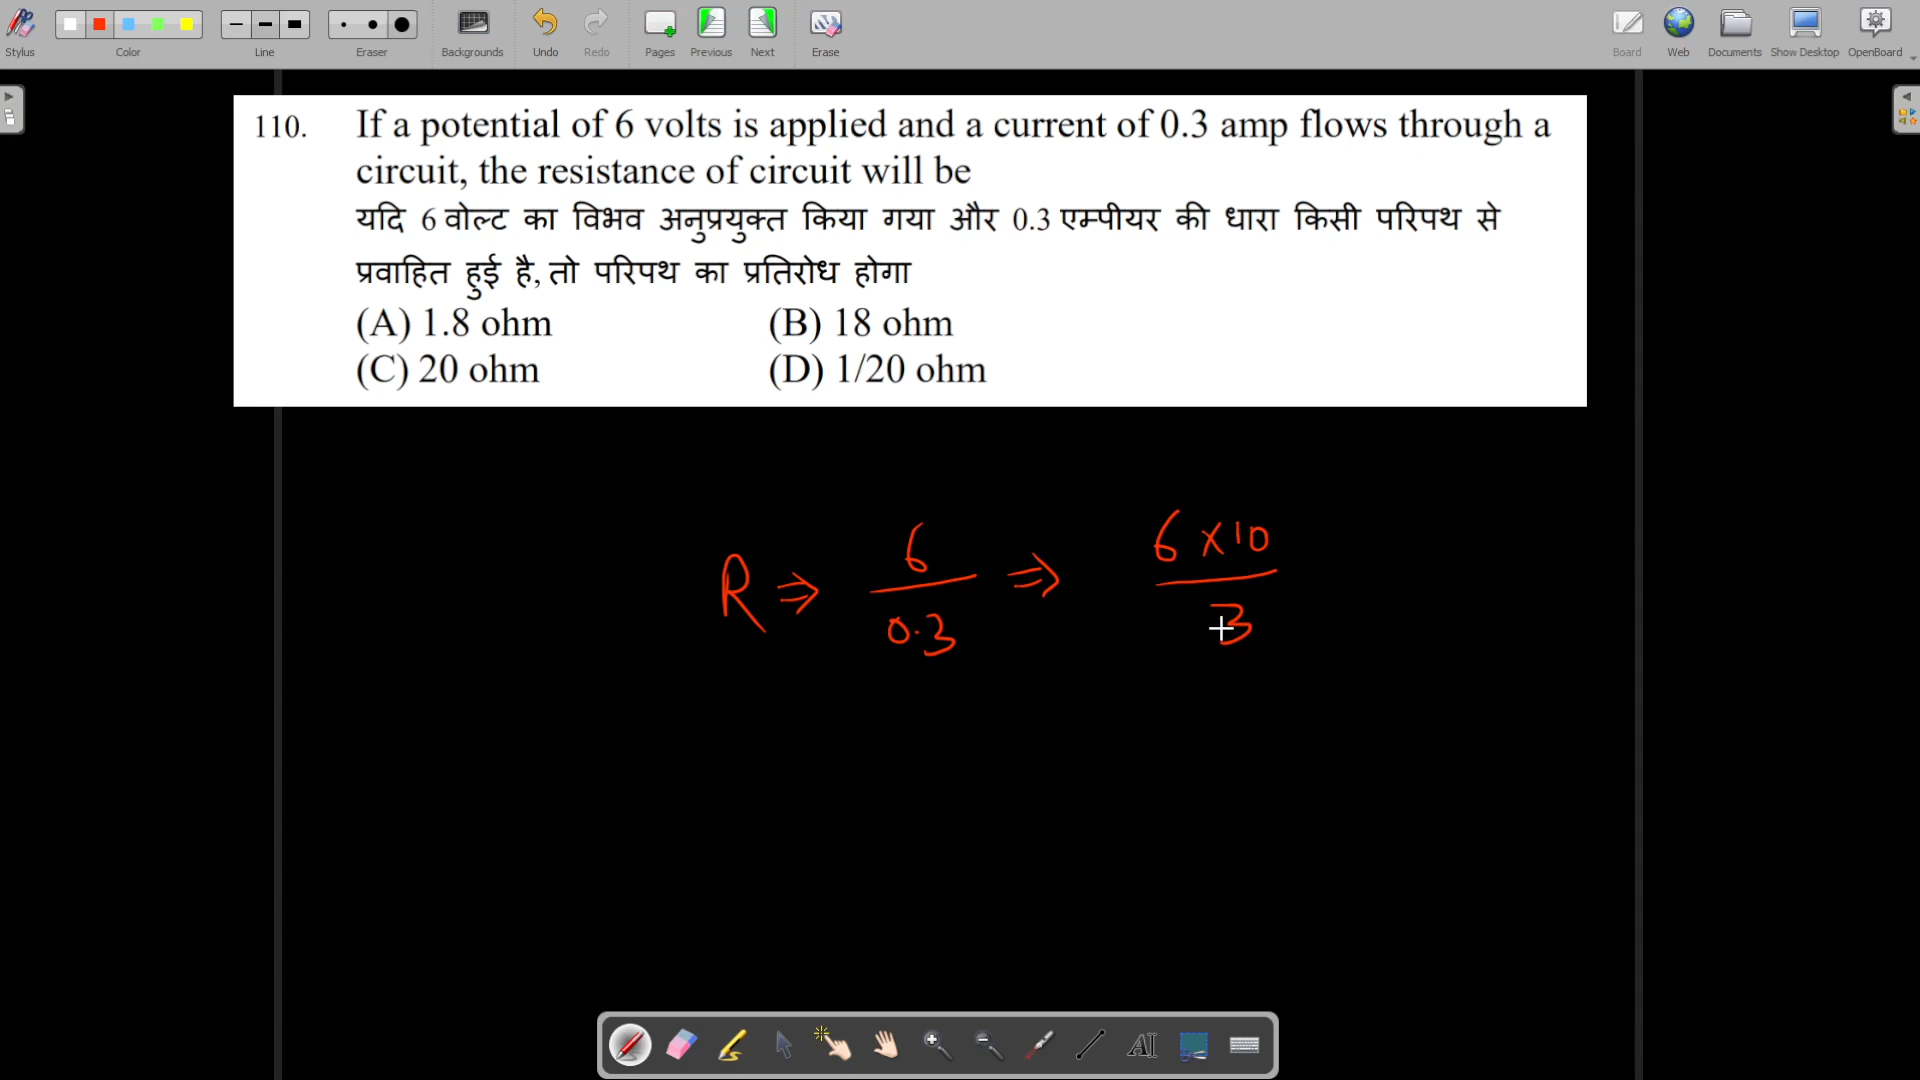 Stylus Color Line Eraser Backgrounds Undo Redo Pages Previous Next Erase Board Web Documents Show Desktop OpenBoard
110. If a potential of 6 volts is applied and a current of 0.3 amp flows through a
circuit, the resistance of circuit will be
यदि 6 वोल्ट का विभव अनुप्रयुक्त किया गया और 0.3 एम्पीयर की धारा किसी परिपथ से
प्रवाहित हुई है, तो परिपथ का प्रतिरोध होगा
(A) 1.8 ohm (B) 18 ohm
(C) 20 ohm (D) 1/20 ohm
6 6 × 10
R ⇒ ⇒
0.3 3
AI